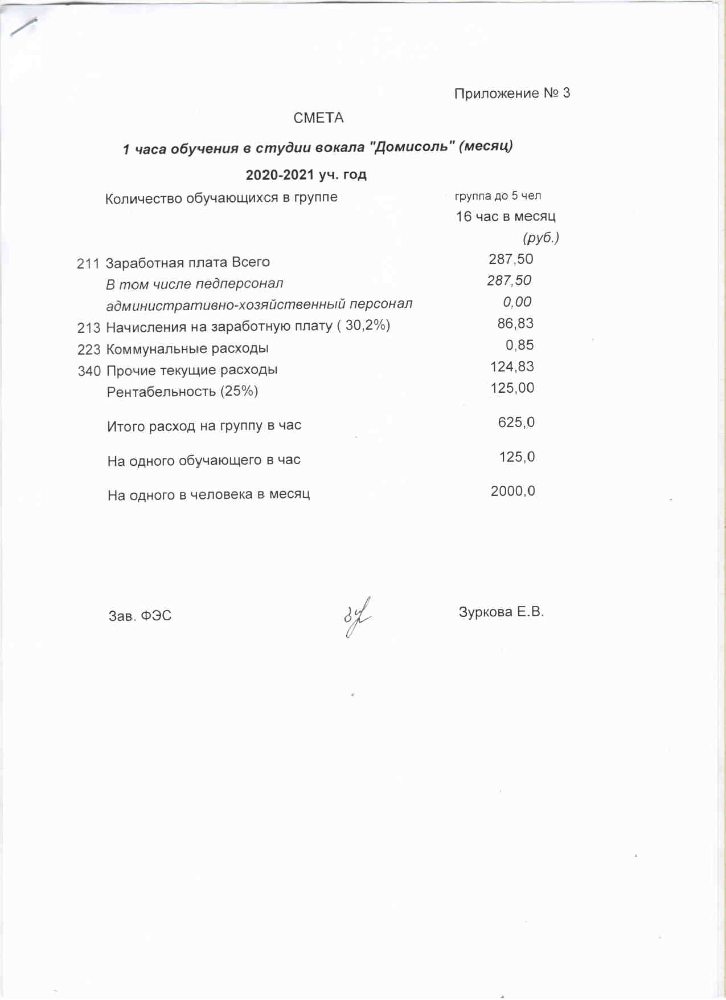 Приложение № 3
СМЕТА
1 часа обучения в студии вокала "Домисоль" (месяц)
2020-2021 уч. год
Количество обучающихся в группе группа до 5 чел
16 час в месяц
(руб.)
211 Заработная плата Всего 287,50
В том числе педперсонал 287,50
административно-хозяйственный персонал 0,00
213 Начисления на заработную плату ( 30,2%) 86,83
223 Коммунальные расходы 0,85
340 Прочие текущие расходы 124,83
Рентабельность (25%) 125,00
Итого расход на группу в час 625,0
На одного обучающего в час 125,0
На одного в человека в месяц 2000,0
Зав. ФЭС Зуркова Е.В.